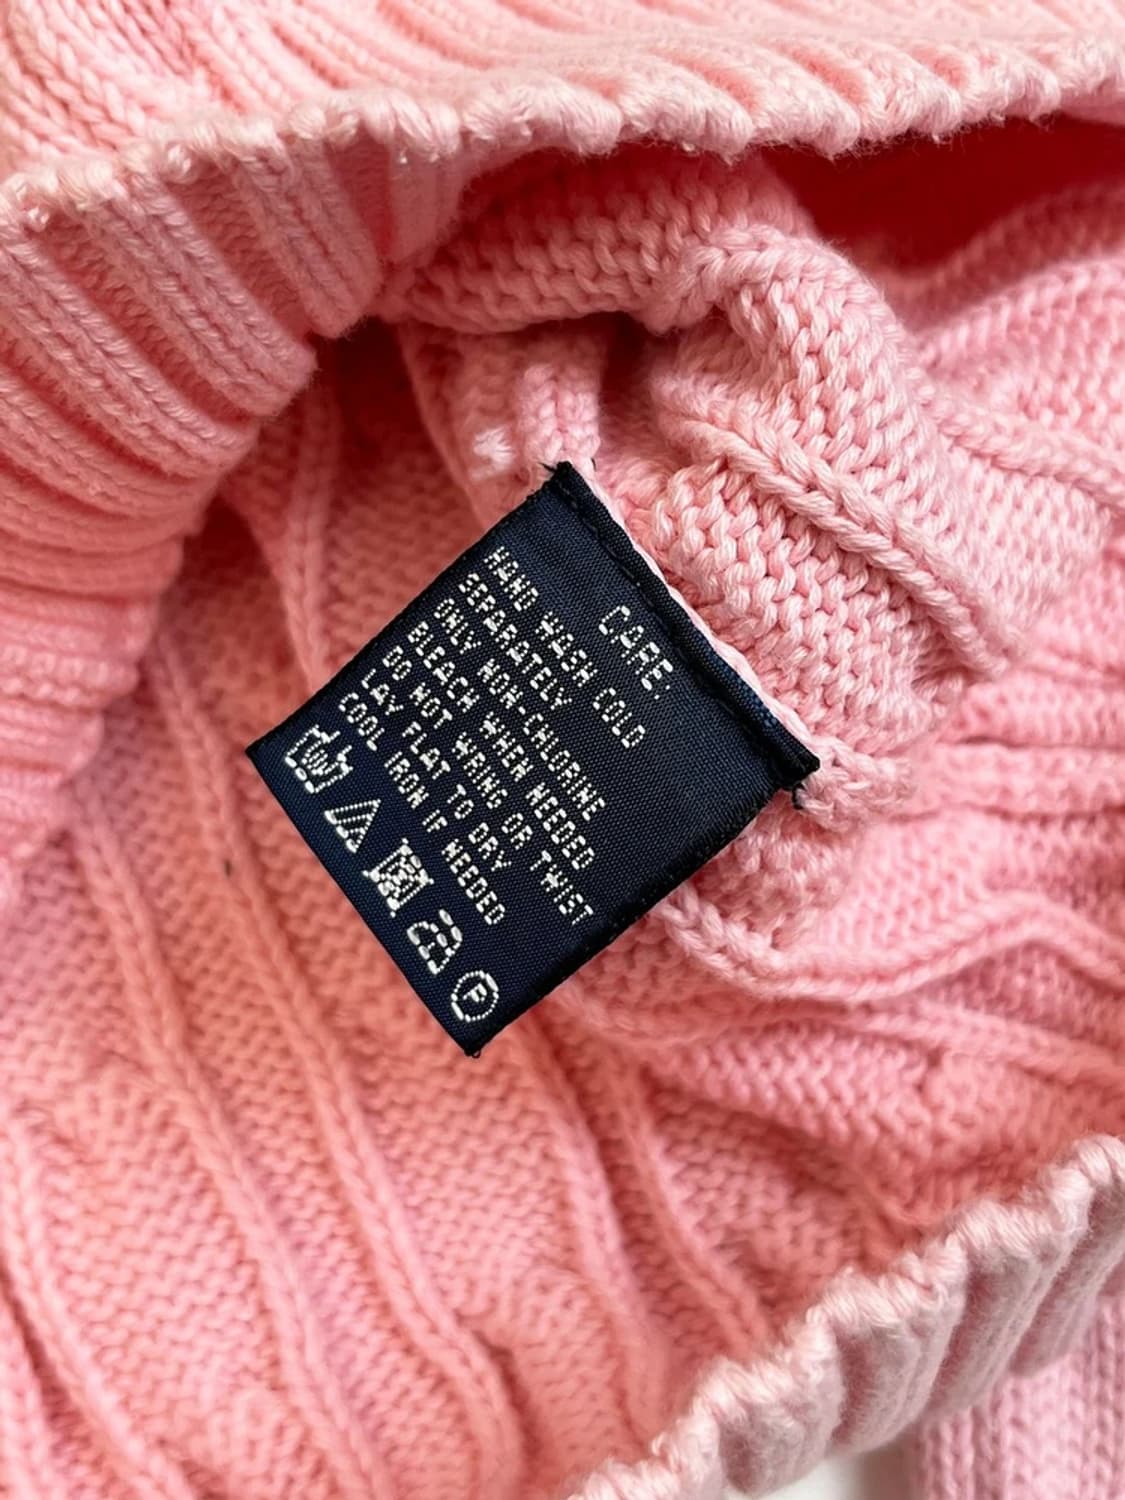 CARE:
HAND WASH COLD
SEPARATELY
ONLY NON-CHLORINE
BLEACH WHEN NEEDED
DO NOT WRING OR TWIST
LAY FLAT TO DRY
COOL IRON IF NEEDED
P